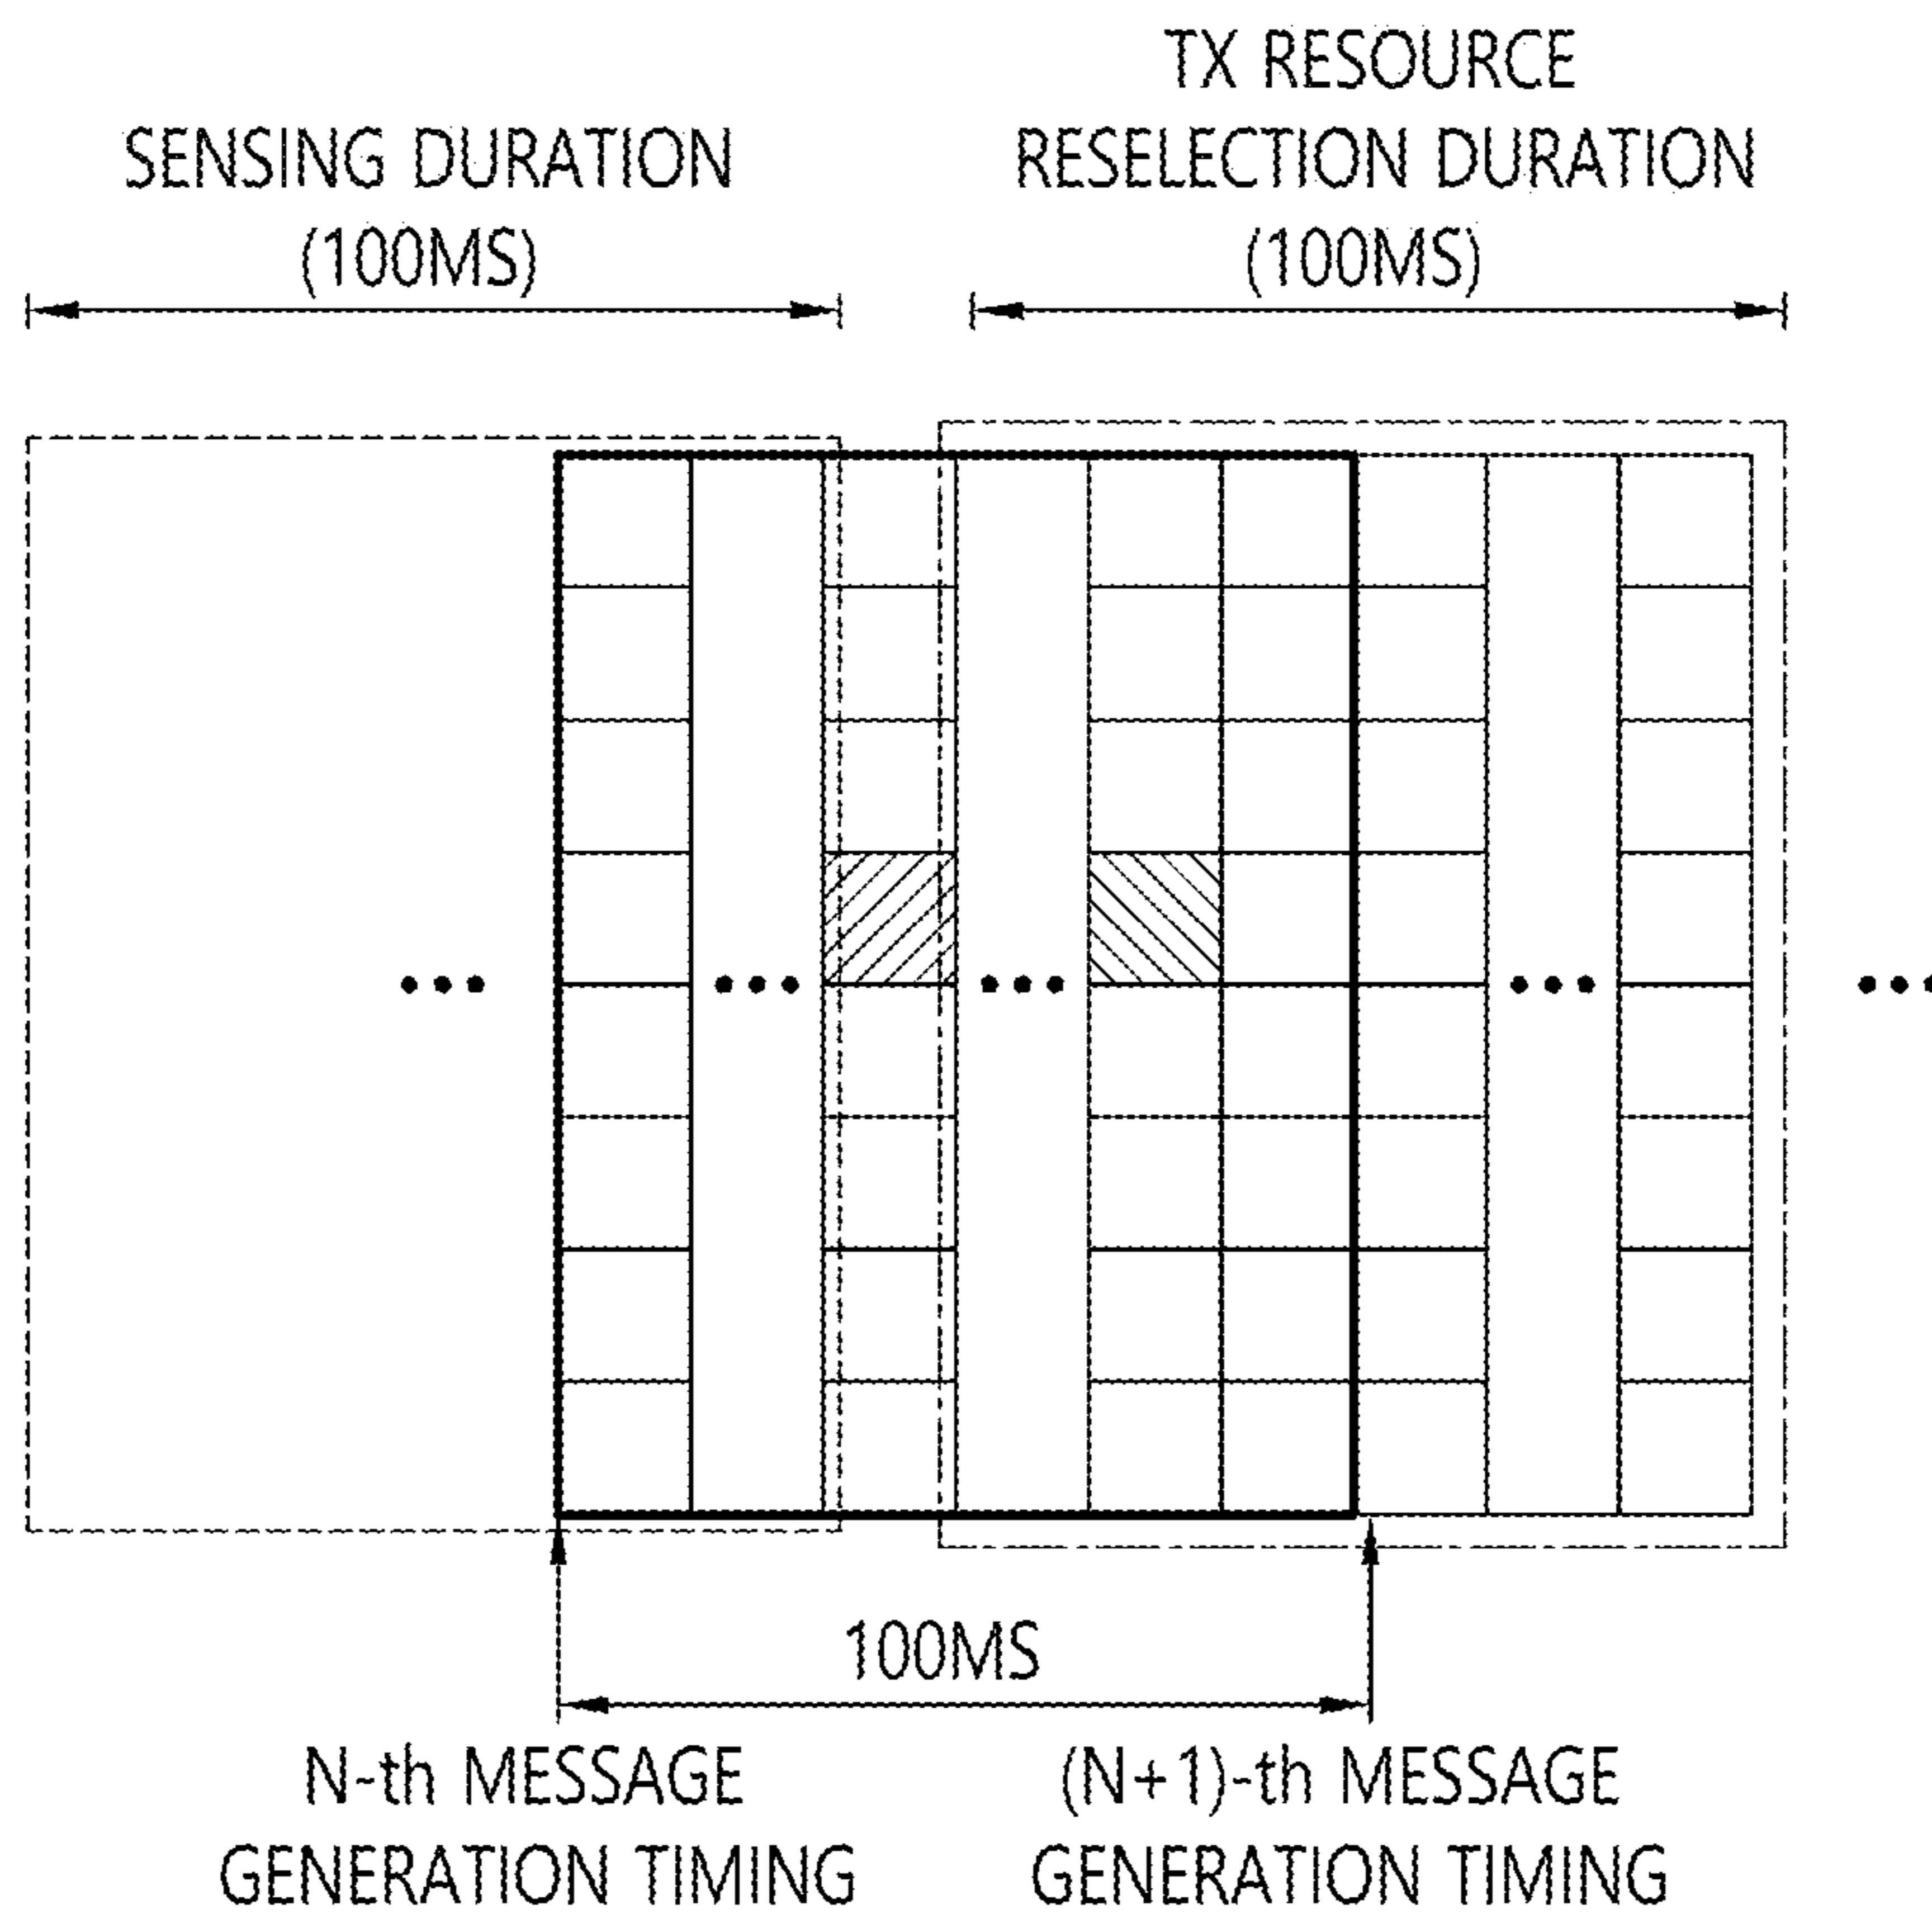 SENSING DURATION
(100MS)
TX RESOURCE
RESELECTION DURATION
(100MS)
100MS
N-th MESSAGE
GENERATION TIMING
(N+1)-th MESSAGE
GENERATION TIMING